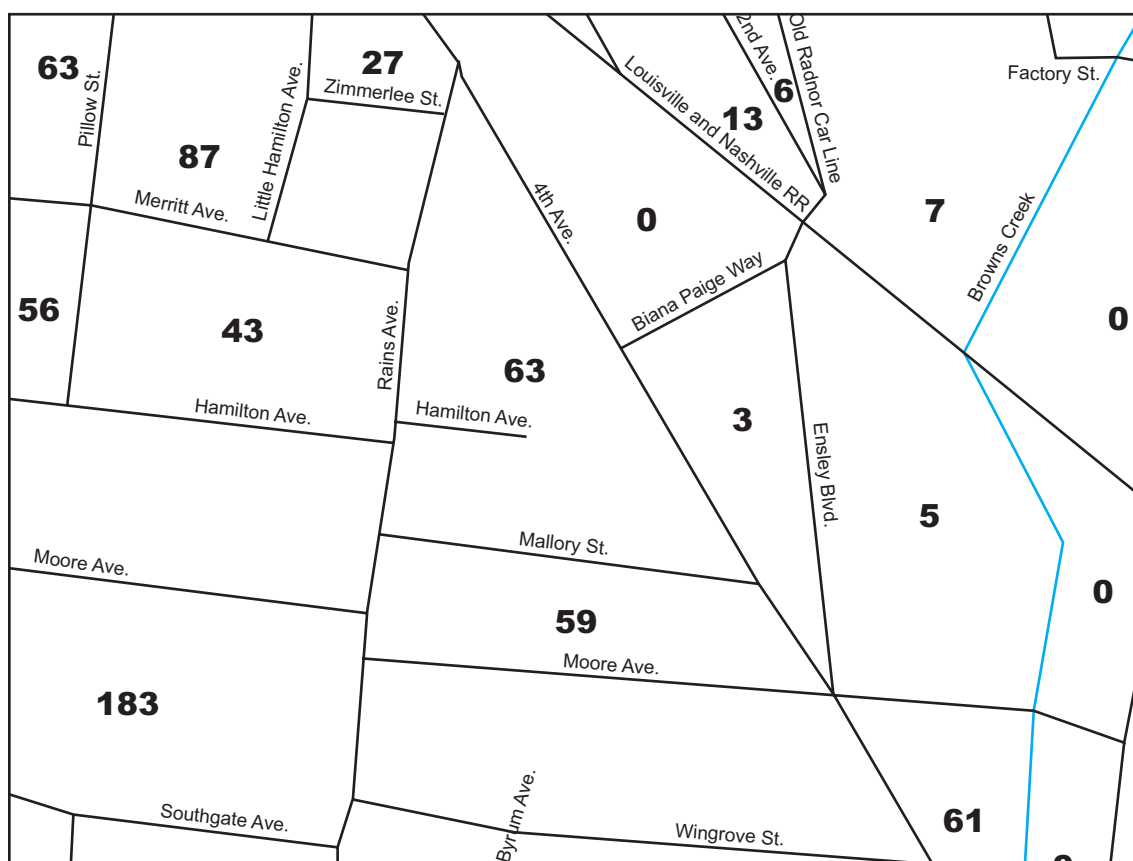 63
Pillow St.
87
Little Hamilton Ave.
27
Zimmerlee St.
Louisville and Nashville RR
2nd Ave.
6
13
Old Radnor Car Line
Factory St.
Merritt Ave.
4th Ave.
0
7
Browns Creek
56
43
Rains Ave.
63
Biana Paige Way
0
Hamilton Ave.
Hamilton Ave.
3
Ensley Blvd.
5
Moore Ave.
Mallory St.
59
0
Moore Ave.
183
Southgate Ave.
Byrum Ave.
Wingrove St.
61